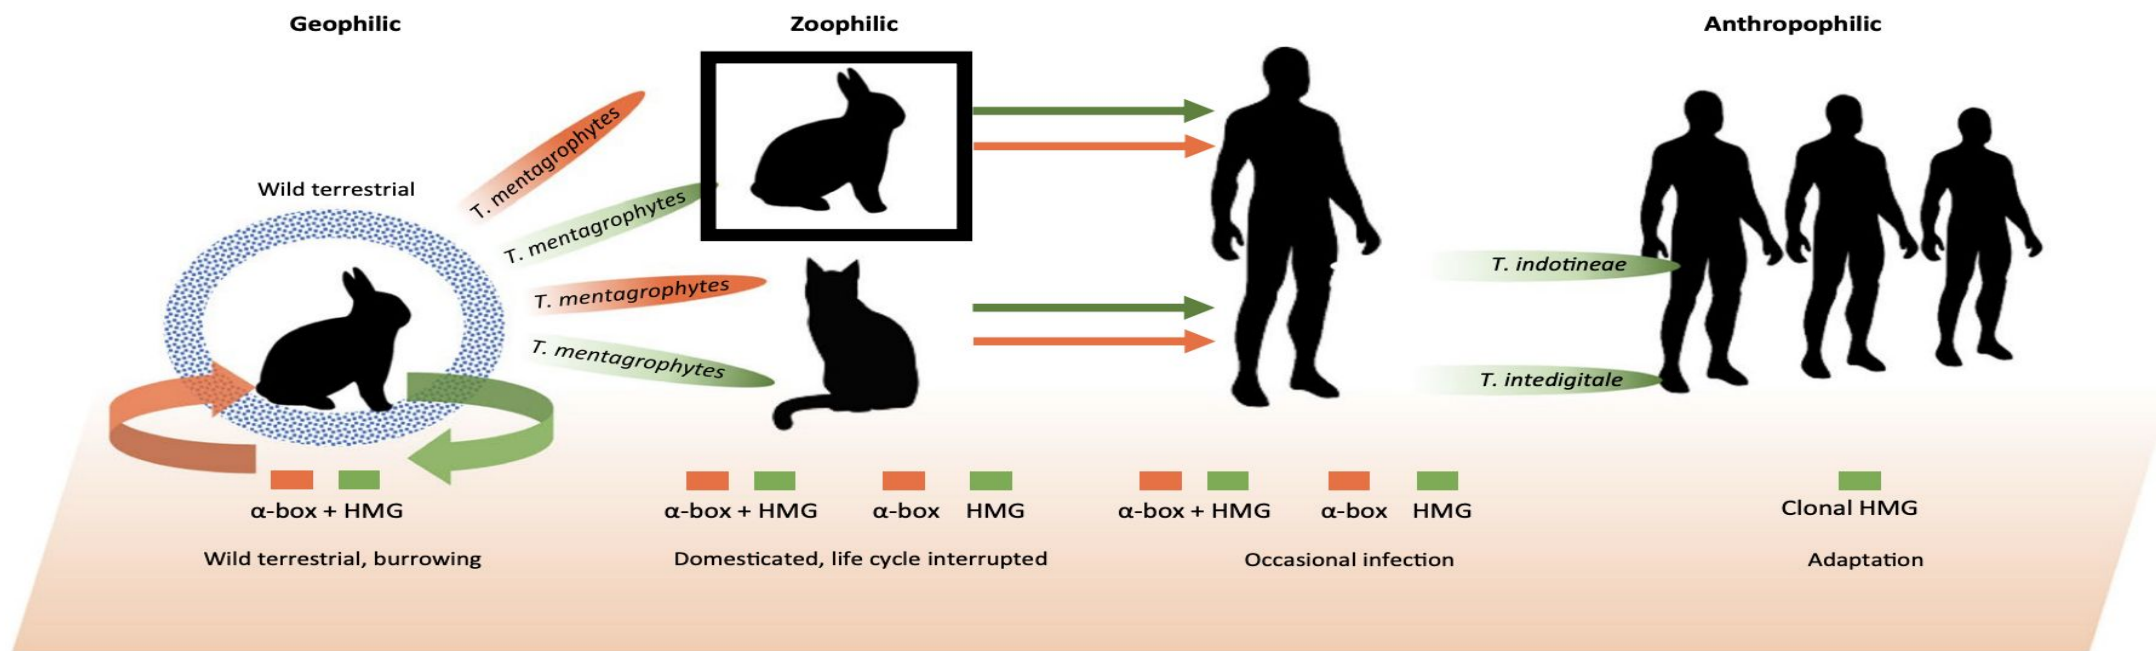 Geophilic
Zoophilic
Anthropophilic
Wild terrestrial
T. mentagrophytes
T. mentagrophytes
T. mentagrophytes
T. mentagrophytes
T. indotineae
T. intedigitale
α-box + HMG
α-box + HMG
α-box
HMG
α-box + HMG
α-box
HMG
Clonal HMG
Wild terrestrial, burrowing
Domesticated, life cycle interrupted
Occasional infection
Adaptation